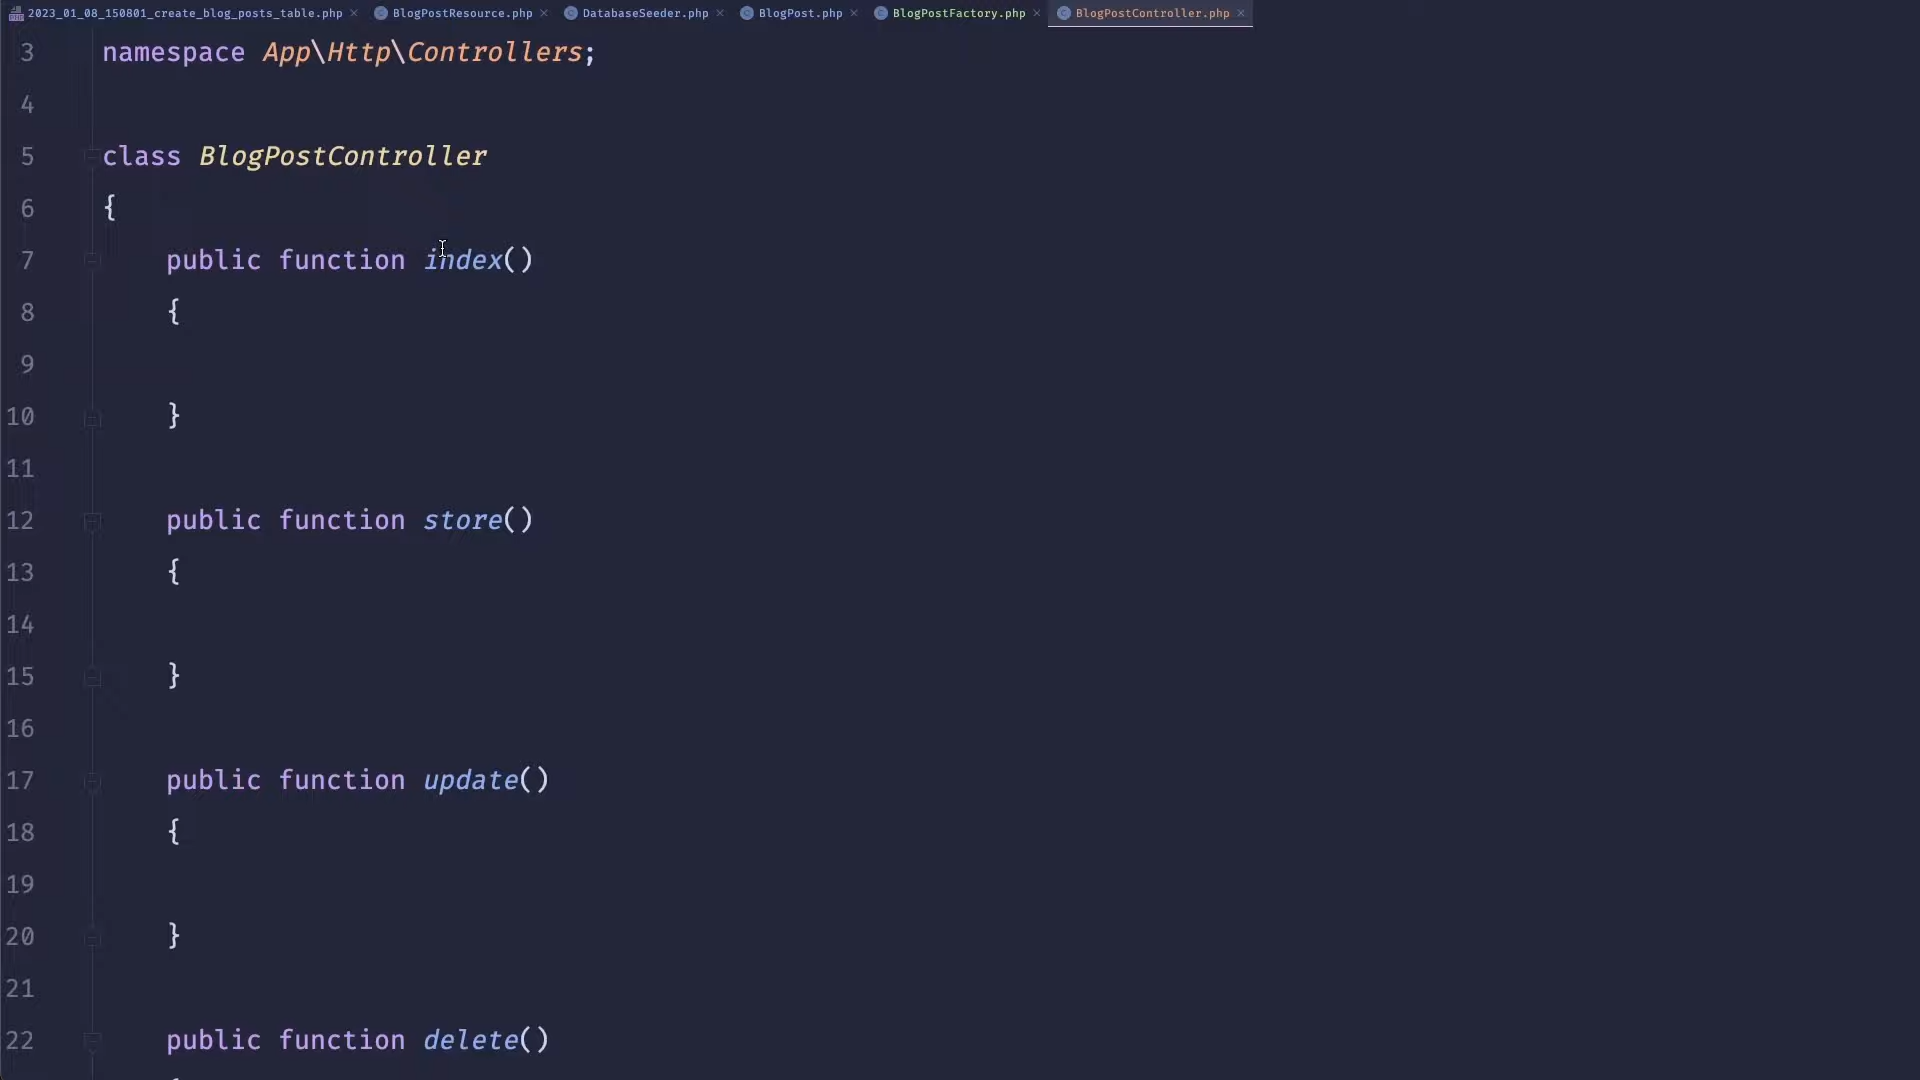 2023_01_08_150801_create_blog_posts_table.php BlogPostResource.php DatabaseSeeder.php BlogPost.php BlogPostFactory.php BlogPostController.php
3 namespace App\Http\Controllers;
4
5 class BlogPostController
6 {
7 public function index()
8 {
9
10 }
11
12 public function store()
13 {
14
15 }
16
17 public function update()
18 {
19
20 }
21
22 public function delete()